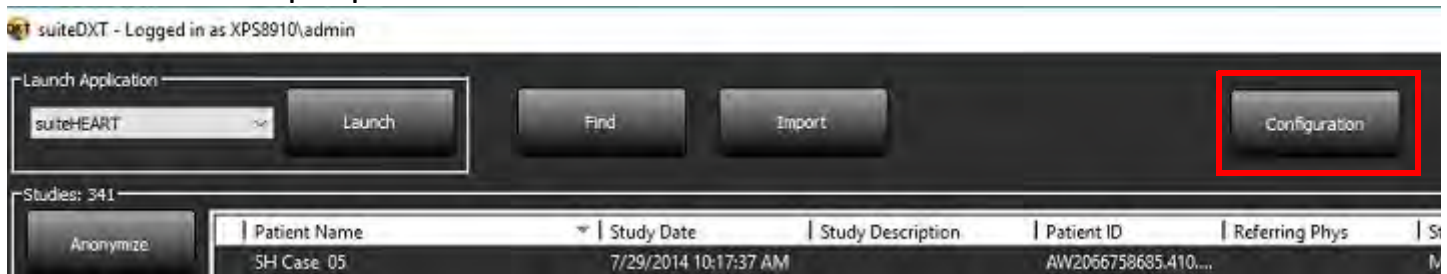 suiteDXT - Logged in as XPS8910\admin
Launch Application
suiteHEART Launch Find Import Configuration
Studies: 341
Anonymize Patient Name Study Date Study Description Patient ID Referring Phys
SH Case 05 7/29/2014 10:17:37 AM AW2066758685.410....